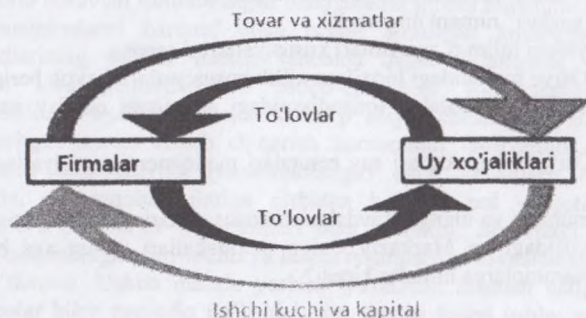 Tovar va xizmatlar
To'lovlar
Firmalar
Uy xo'jaliklari
To'lovlar
Ishchi kuchi va kapital